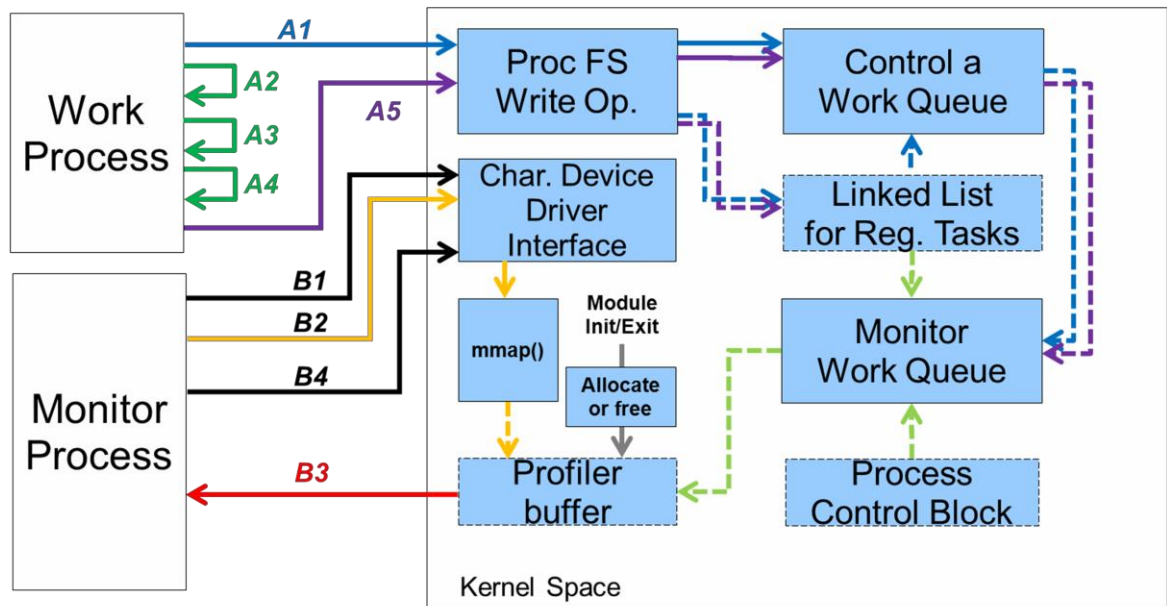 Work
Process
A1
A2
A3
A4
A5
Proc FS
Write Op.
Control a
Work Queue
Char. Device
Driver
Interface
Linked List
for Reg. Tasks
Monitor
Process
B1
B2
B4
B3
mmap()
Module
Init/Exit
Allocate
or free
Monitor
Work Queue
Profiler
buffer
Process
Control Block
Kernel Space